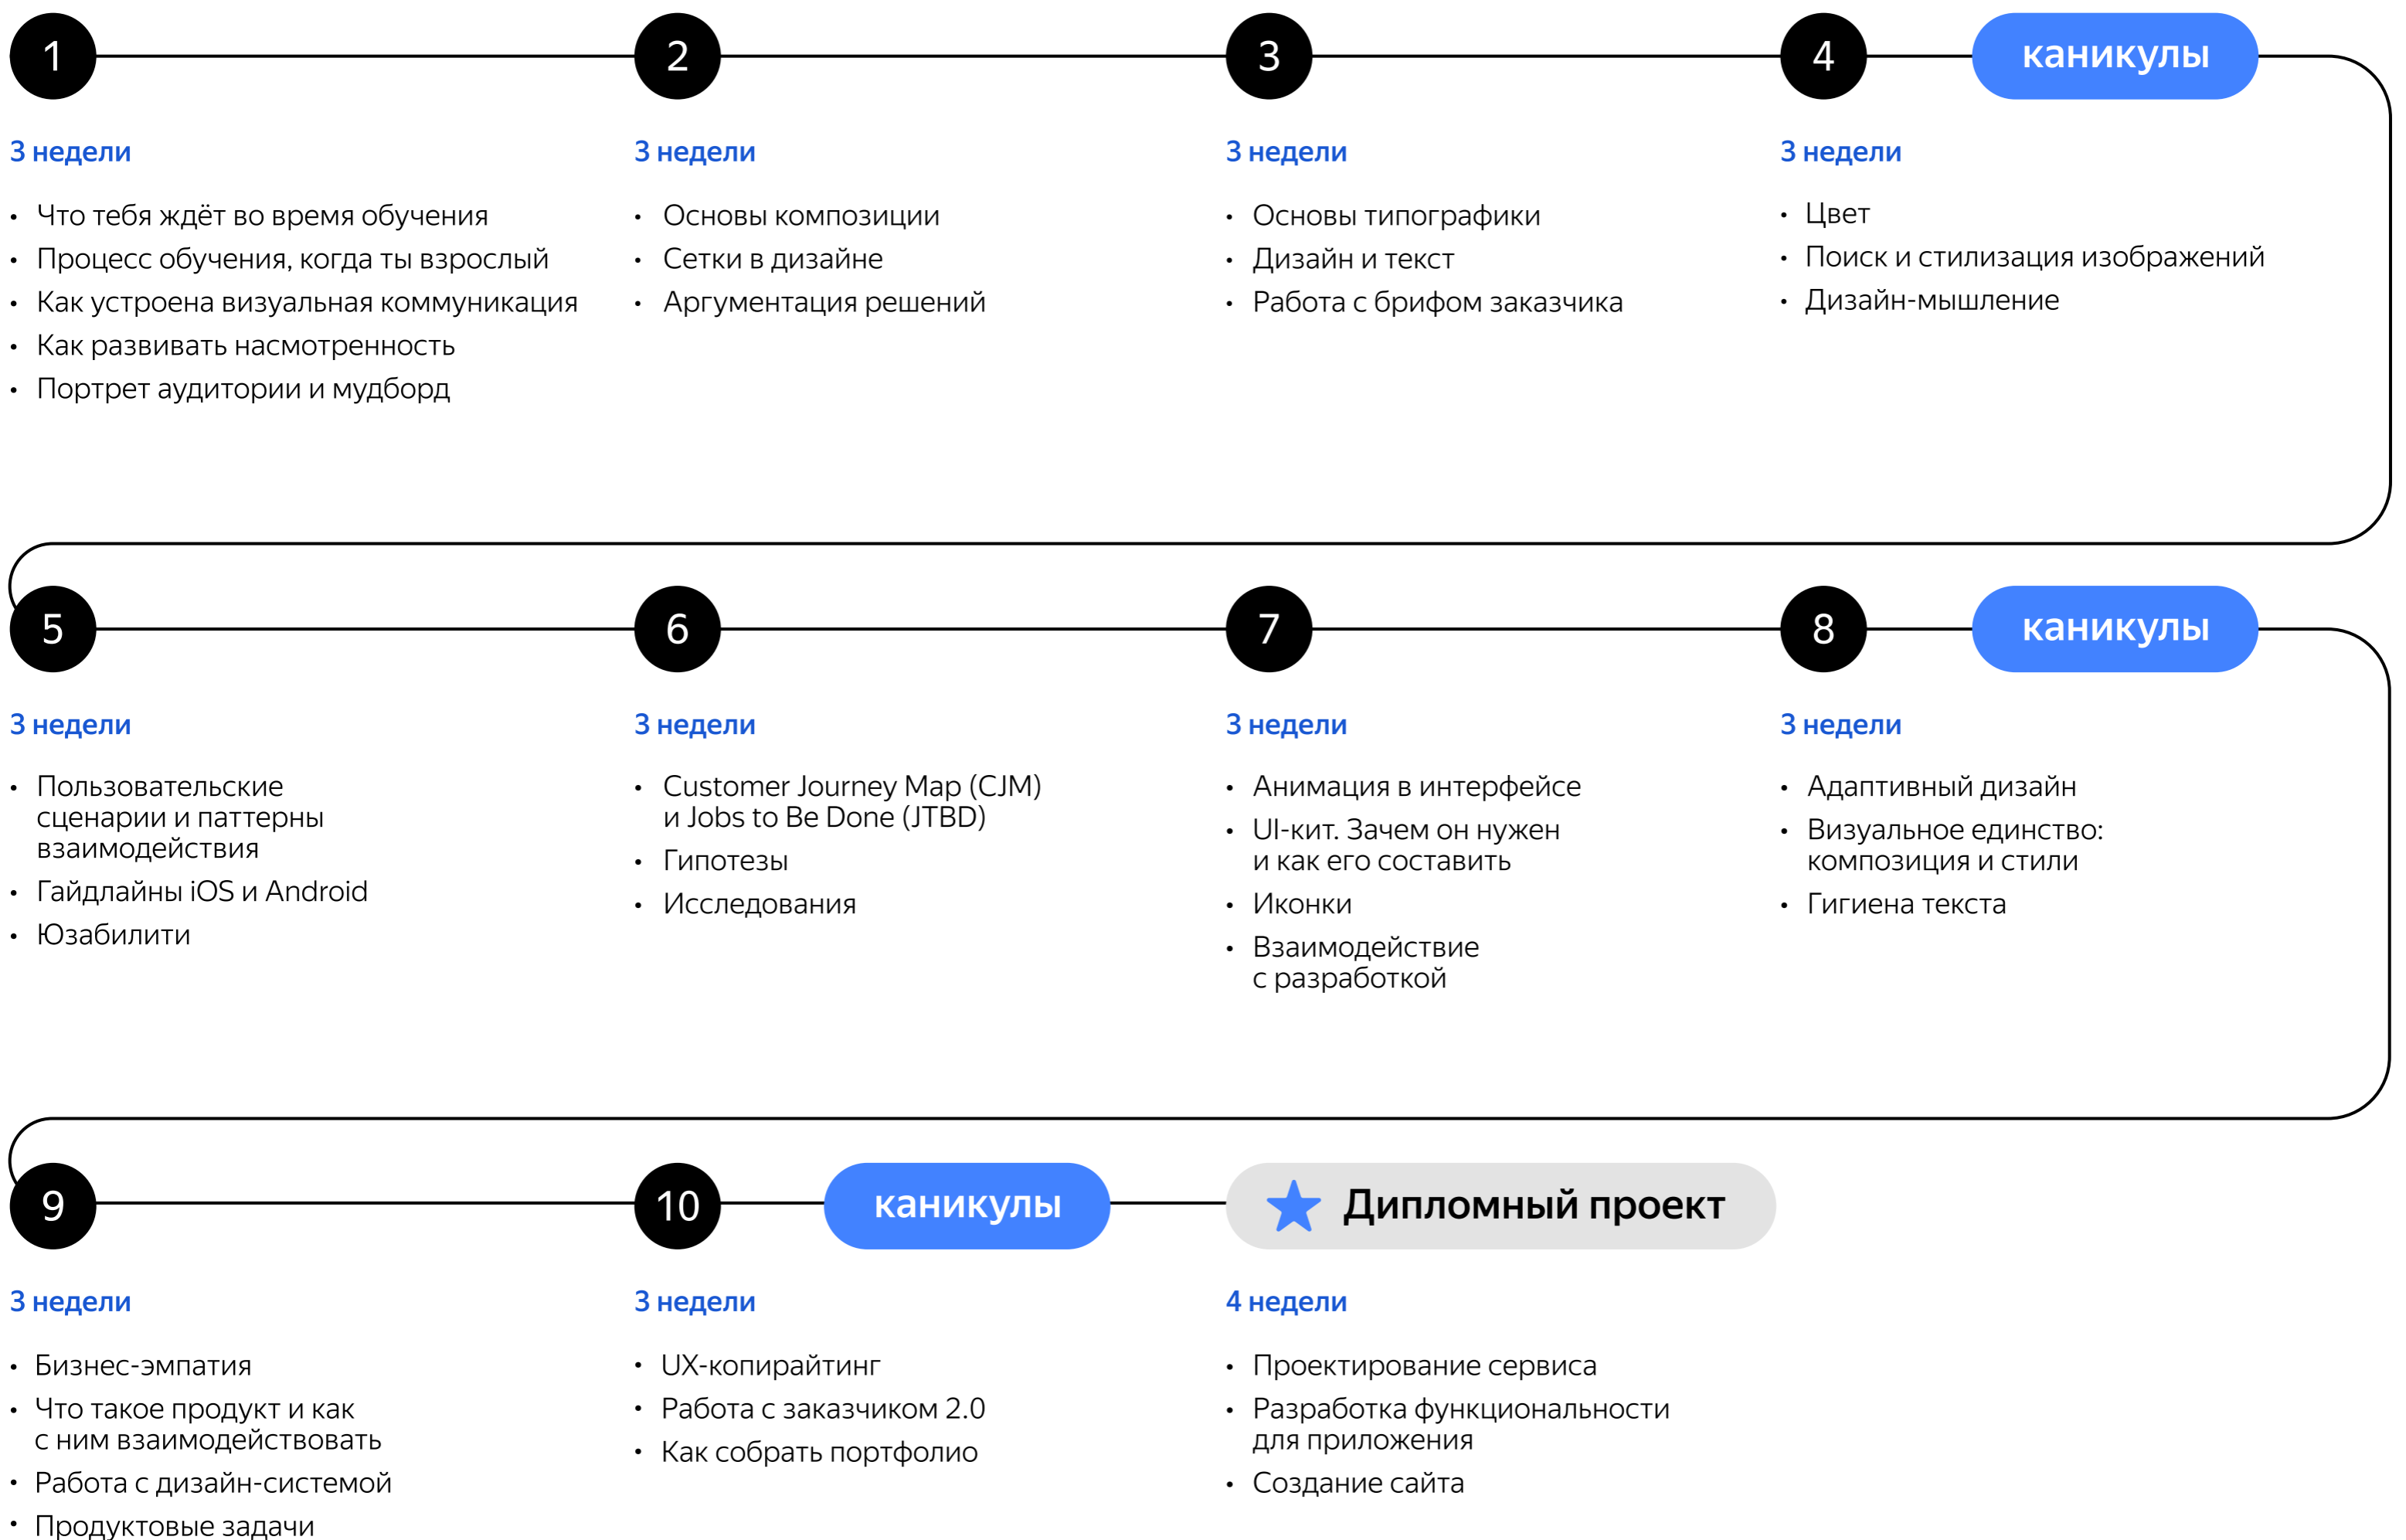 1
2
3
4
каникулы
3 недели
• Что тебя ждёт во время обучения
• Процесс обучения, когда ты взрослый
• Как устроена визуальная коммуникация
• Как развивать насмотренность
• Портрет аудитории и мудборд
3 недели
• Основы композиции
• Сетки в дизайне
• Аргументация решений
3 недели
• Основы типографики
• Дизайн и текст
• Работа с брифом заказчика
3 недели
• Цвет
• Поиск и стилизация изображений
• Дизайн-мышление
5
6
7
8
каникулы
3 недели
• Пользовательские
сценарии и паттерны
взаимодействия
• Гайдлайны iOS и Android
• Юзабилити
3 недели
• Customer Journey Map (CJM)
и Jobs to Be Done (JTBD)
• Гипотезы
• Исследования
3 недели
• Анимация в интерфейсе
• UI-кит. Зачем он нужен
и как его составить
• Иконки
• Взаимодействие
с разработкой
3 недели
• Адаптивный дизайн
• Визуальное единство:
композиция и стили
• Гигиена текста
9
10
каникулы
Дипломный проект
3 недели
• Бизнес-эмпатия
• Что такое продукт и как
с ним взаимодействовать
• Работа с дизайн-системой
• Продуктовые задачи
3 недели
• UX-копирайтинг
• Работа с заказчиком 2.0
• Как собрать портфолио
4 недели
• Проектирование сервиса
• Разработка функциональности
для приложения
• Создание сайта